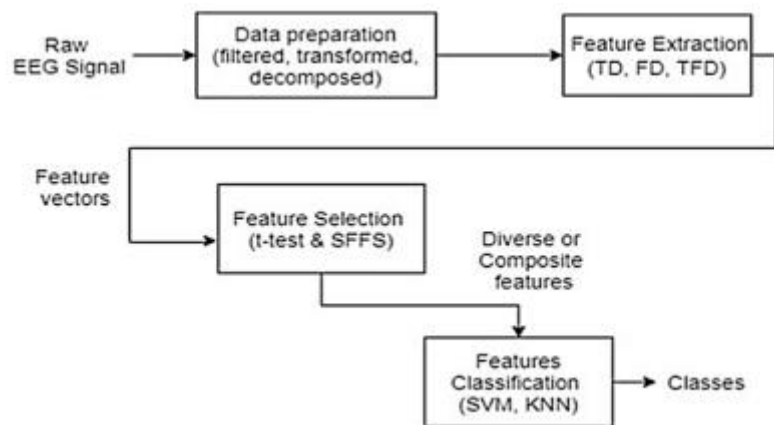 Raw
EEG Signal
Data preparation
(filtered, transformed,
decomposed)
Feature Extraction
(TD, FD, TFD)
Feature
vectors
Feature Selection
(t-test & SFFS)
Diverse or
Composite
features
Features
Classification
(SVM, KNN)
Classes